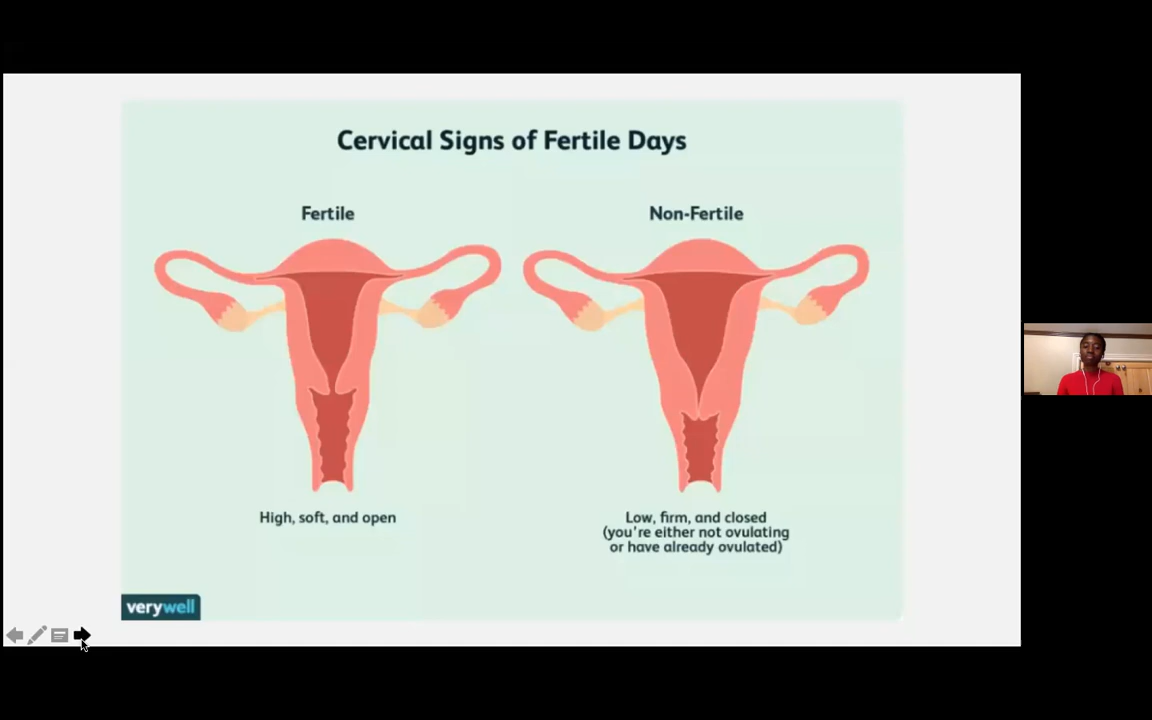 Cervical Signs of Fertile Days
Fertile
Non-Fertile
High, soft, and open
Low, firm, and closed
(you're either not ovulating
or have already ovulated)
verywell